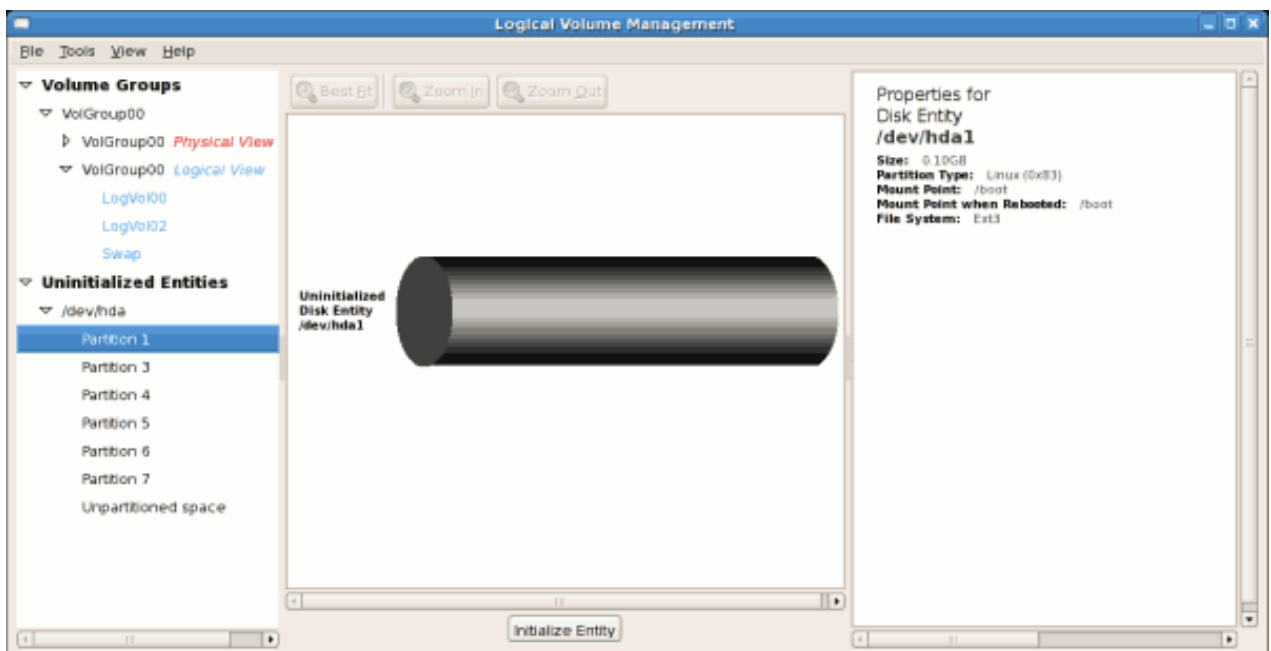 Logical Volume Management
File Tools View Help
Volume Groups
VolGroup00
VolGroup00 Physical View
VolGroup00 Logical View
LogVol00
LogVol02
Swap
Uninitialized Entities
/dev/hda
Partition 1
Partition 3
Partition 4
Partition 5
Partition 6
Partition 7
Unpartitioned space
Best Fit Zoom In Zoom Out
Uninitialized
Disk Entity
/dev/hda1
Initialize Entity
Properties for
Disk Entity
/dev/hda1
Size: 0.10GB
Partition Type: Linux (0x83)
Mount Point: /boot
Mount Point when Rebooted: /boot
File System: Ext3